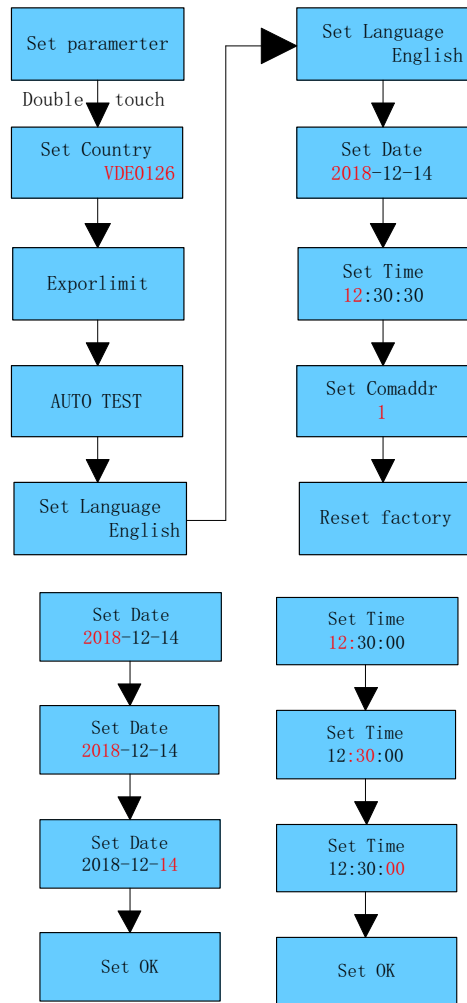 Set paramerter
Double touch
Set Country
VDE0126
Exporlimit
AUTO TEST
Set Language
English
Set Language
English
Set Date
2018-12-14
Set Time
12:30:30
Set Comaddr
1
Reset factory
Set Date
2018-12-14
Set Date
2018-12-14
Set Date
2018-12-14
Set OK
Set Time
12:30:00
Set Time
12:30:00
Set Time
12:30:00
Set OK